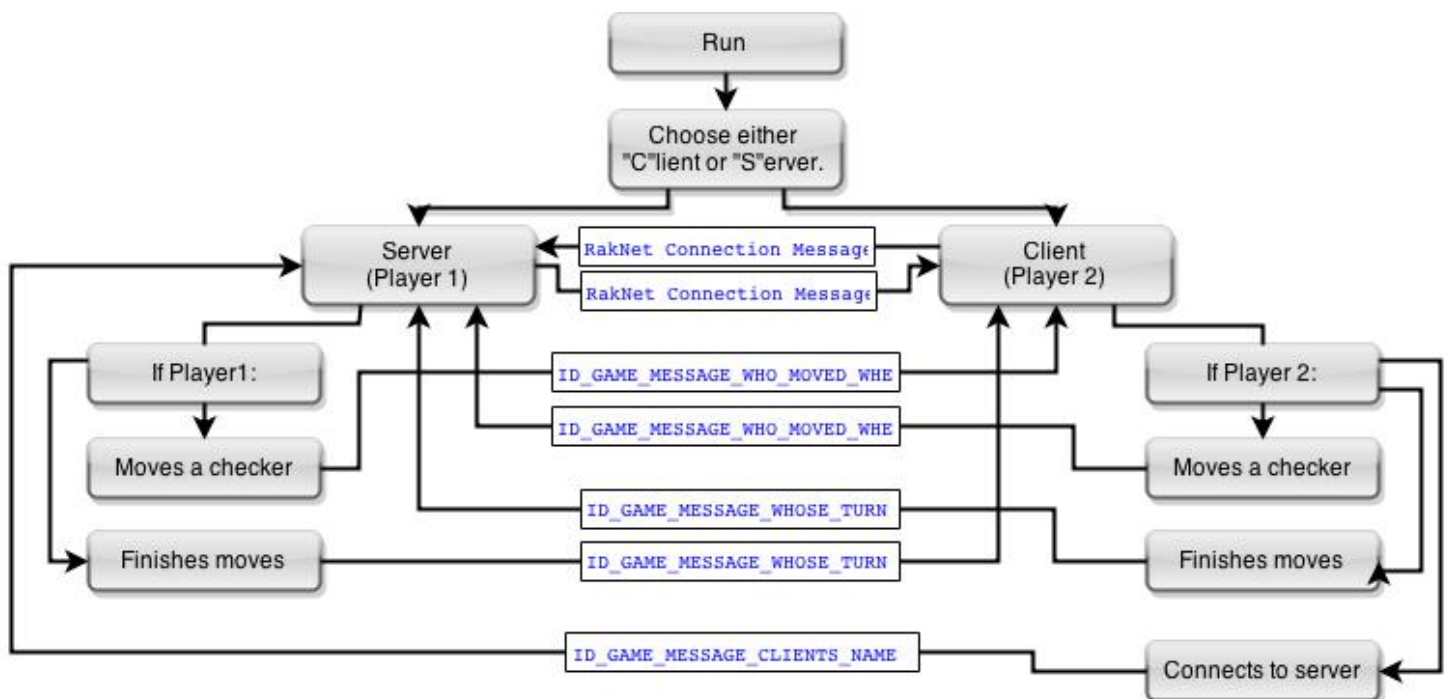 Run
Choose either
"C"lient or "S"erver.
Server
(Player 1)
RakNet Connection Message
RakNet Connection Message
Client
(Player 2)
If Player1:
ID_GAME_MESSAGE_WHO_MOVED_WHE
If Player 2:
ID_GAME_MESSAGE_WHO_MOVED_WHE
Moves a checker
Moves a checker
ID_GAME_MESSAGE_WHOSE_TURN
Finishes moves
ID_GAME_MESSAGE_WHOSE_TURN
Finishes moves
ID_GAME_MESSAGE_CLIENTS_NAME
Connects to server